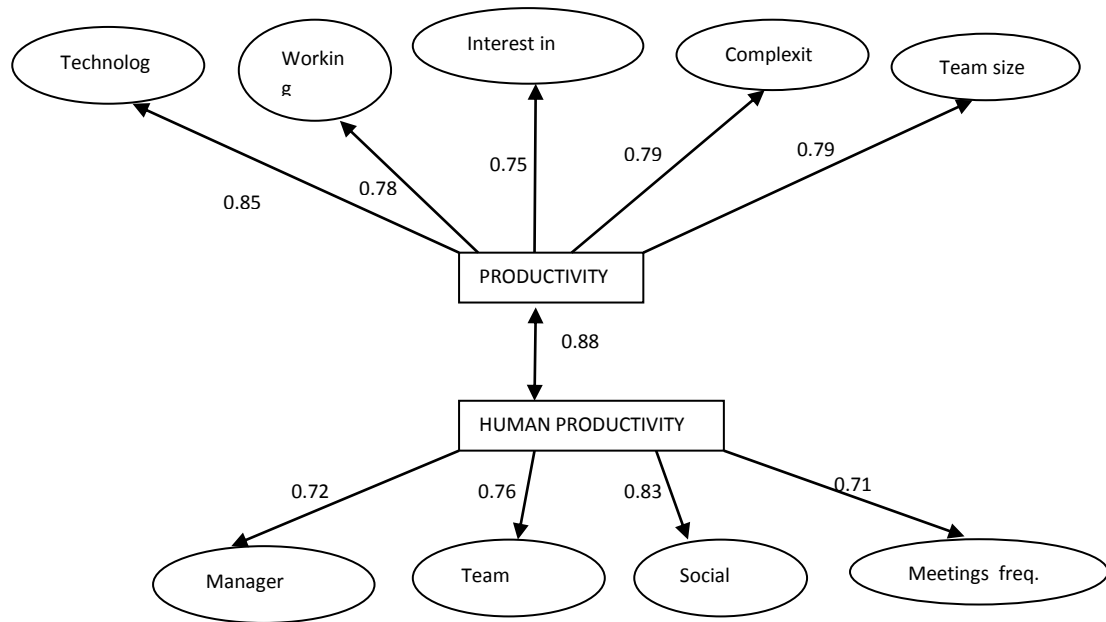 Technolog
Workin
g
Interest in
Complexit
Team size
0.85
0.78
0.75
0.79
0.79
PRODUCTIVITY
0.88
HUMAN PRODUCTIVITY
0.72
0.76
0.83
0.71
Manager
Team
Social
Meetings freq.